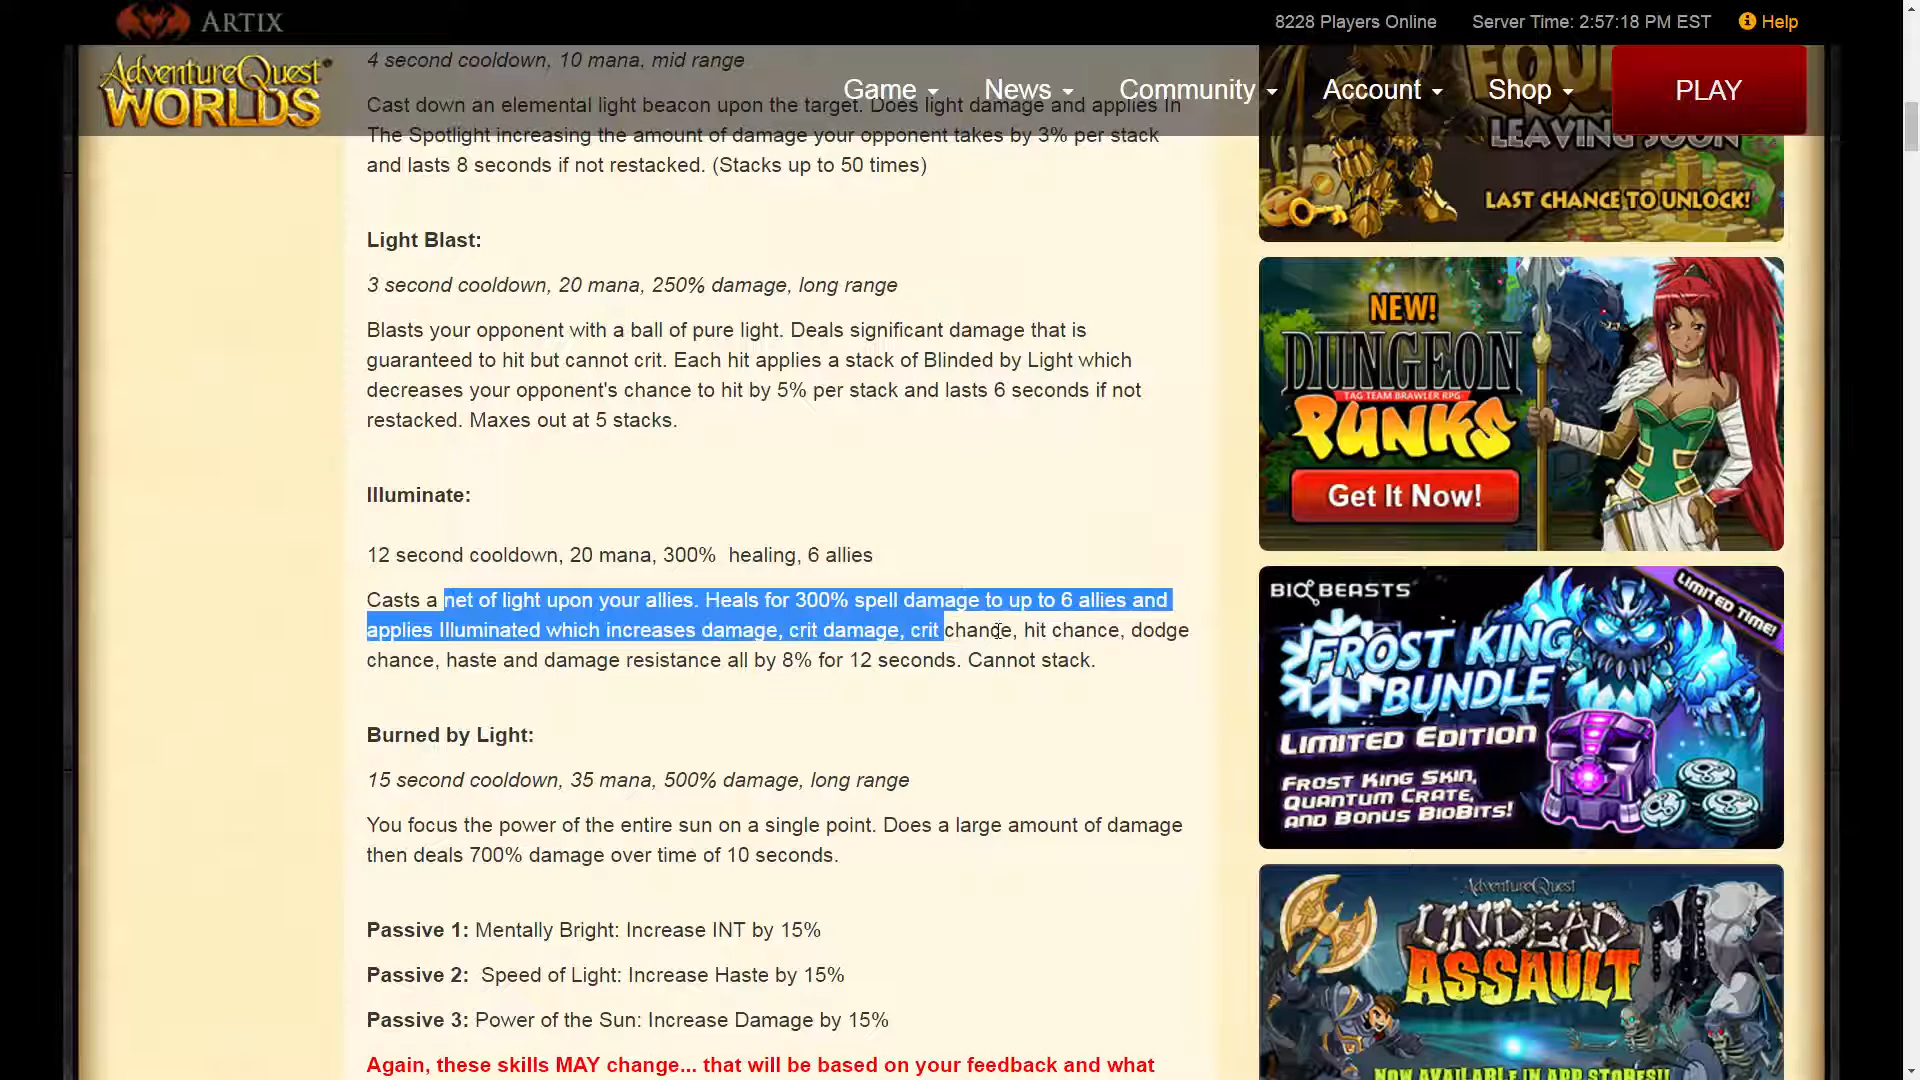 ARTIX
8228 Players Online
Server Time: 2:57:18 PM EST
Help
AdventureQuest
WORLDS
Game
News
Community
Account
Shop
PLAY
4 second cooldown, 10 mana, mid range
Cast down an elemental light beacon upon the target. Does light damage and applies In
The Spotlight increasing the amount of damage your opponent takes by 3% per stack
and lasts 8 seconds if not restacked. (Stacks up to 50 times)
Light Blast:
3 second cooldown, 20 mana, 250% damage, long range
Blasts your opponent with a ball of pure light. Deals significant damage that is
guaranteed to hit but cannot crit. Each hit applies a stack of Blinded by Light which
decreases your opponent's chance to hit by 5% per stack and lasts 6 seconds if not
restacked. Maxes out at 5 stacks.
Illuminate:
12 second cooldown, 20 mana, 300%  healing, 6 allies
Casts a net of light upon your allies. Heals for 300% spell damage to up to 6 allies and
applies Illuminated which increases damage, crit damage, crit chance, hit chance, dodge
chance, haste and damage resistance all by 8% for 12 seconds. Cannot stack.
Burned by Light:
15 second cooldown, 35 mana, 500% damage, long range
You focus the power of the entire sun on a single point. Does a large amount of damage
then deals 700% damage over time of 10 seconds.
Passive 1: Mentally Bright: Increase INT by 15%
Passive 2:  Speed of Light: Increase Haste by 15%
Passive 3: Power of the Sun: Increase Damage by 15%
Again, these skills MAY change... that will be based on your feedback and what
LEAVING SOON
LAST CHANCE TO UNLOCK!
NEW!
DUNGEON
TAG TEAM BRAWLER RPG
PUNKS
Get It Now!
BIOBEASTS
LIMITED TIME!
FROST KING
BUNDLE
LIMITED EDITION
FROST KING SKIN,
QUANTUM CRATE,
AND BONUS BIOBITS!
AdventureQuest
UNDEAD
ASSAULT
NOW AVAILABLE IN APP STORES!!